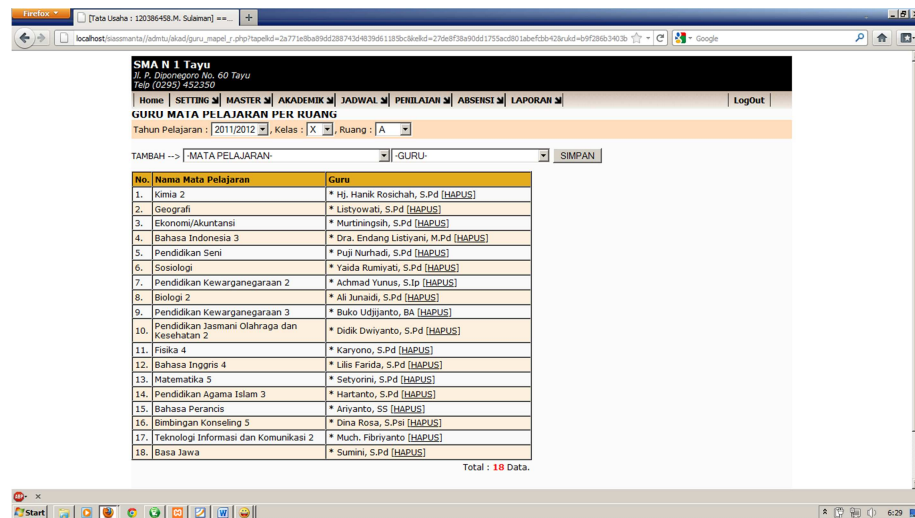 Firefox
[Tata Usaha : 120386458.M. Sulaiman] ==...
localhost/siassmanta//admtu/akad/guru_mapel_r.php?tapelkd=2a771e8ba89dd288743d4839d61185bc&kelkd=27de8f38a90dd1755acd801abefcbb42&rukd=b9f286b3403b
Google
SMA N 1 Tayu
Jl. P. Diponegoro No. 60 Tayu
Telp (0295) 452350
Home SETTING MASTER AKADEMIK JADWAL PENILAIAN ABSENSI LAPORAN LogOut
GURU MATA PELAJARAN PER RUANG
Tahun Pelajaran : 2011/2012 , Kelas : X , Ruang : A
TAMBAH --> -MATA PELAJARAN- -GURU- SIMPAN
No. Nama Mata Pelajaran Guru
1. Kimia 2 * Hj. Hanik Rosichah, S.Pd [HAPUS]
2. Geografi * Listyowati, S.Pd [HAPUS]
3. Ekonomi/Akuntansi * Murtiningsih, S.Pd [HAPUS]
4. Bahasa Indonesia 3 * Dra. Endang Listiyani, M.Pd [HAPUS]
5. Pendidikan Seni * Puji Nurhadi, S.Pd [HAPUS]
6. Sosiologi * Yaida Rumiyati, S.Pd [HAPUS]
7. Pendidikan Kewarganegaraan 2 * Achmad Yunus, S.Ip [HAPUS]
8. Biologi 2 * Ali Junaidi, S.Pd [HAPUS]
9. Pendidikan Kewarganegaraan 3 * Buko Udjijanto, BA [HAPUS]
10. Pendidikan Jasmani Olahraga dan
Kesehatan 2 * Didik Dwiyanto, S.Pd [HAPUS]
11. Fisika 4 * Karyono, S.Pd [HAPUS]
12. Bahasa Inggris 4 * Lilis Farida, S.Pd [HAPUS]
13. Matematika 5 * Setyorini, S.Pd [HAPUS]
14. Pendidikan Agama Islam 3 * Hartanto, S.Pd [HAPUS]
15. Bahasa Perancis * Ariyanto, SS [HAPUS]
16. Bimbingan Konseling 5 * Dina Rosa, S.Psi [HAPUS]
17. Teknologi Informasi dan Komunikasi 2 * Much. Fibriyanto [HAPUS]
18. Basa Jawa * Sumini, S.Pd [HAPUS]
Total : 18 Data.
Start
6:29